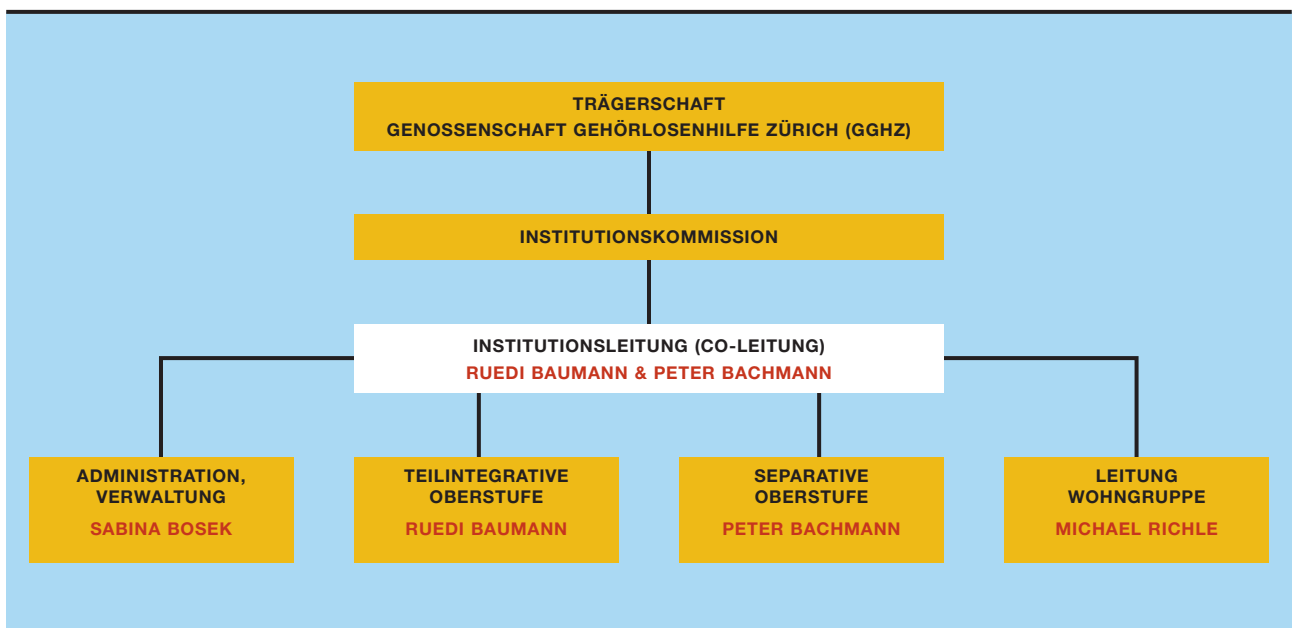 TRÄGERSCHAFT
GENOSSENSCHAFT GEHÖRLOSENHILFE ZÜRICH (GGHZ)
INSTITUTIONSKOMMISSION
INSTITUTIONSLEITUNG (CO-LEITUNG)
RUEDI BAUMANN & PETER BACHMANN
ADMINISTRATION,
VERWALTUNG
SABINA BOSEK
TEILINTEGRATIVE
OBERSTUFE
RUEDI BAUMANN
SEPARATIVE
OBERSTUFE
PETER BACHMANN
LEITUNG
WOHNGRUPPE
MICHAEL RICHLE